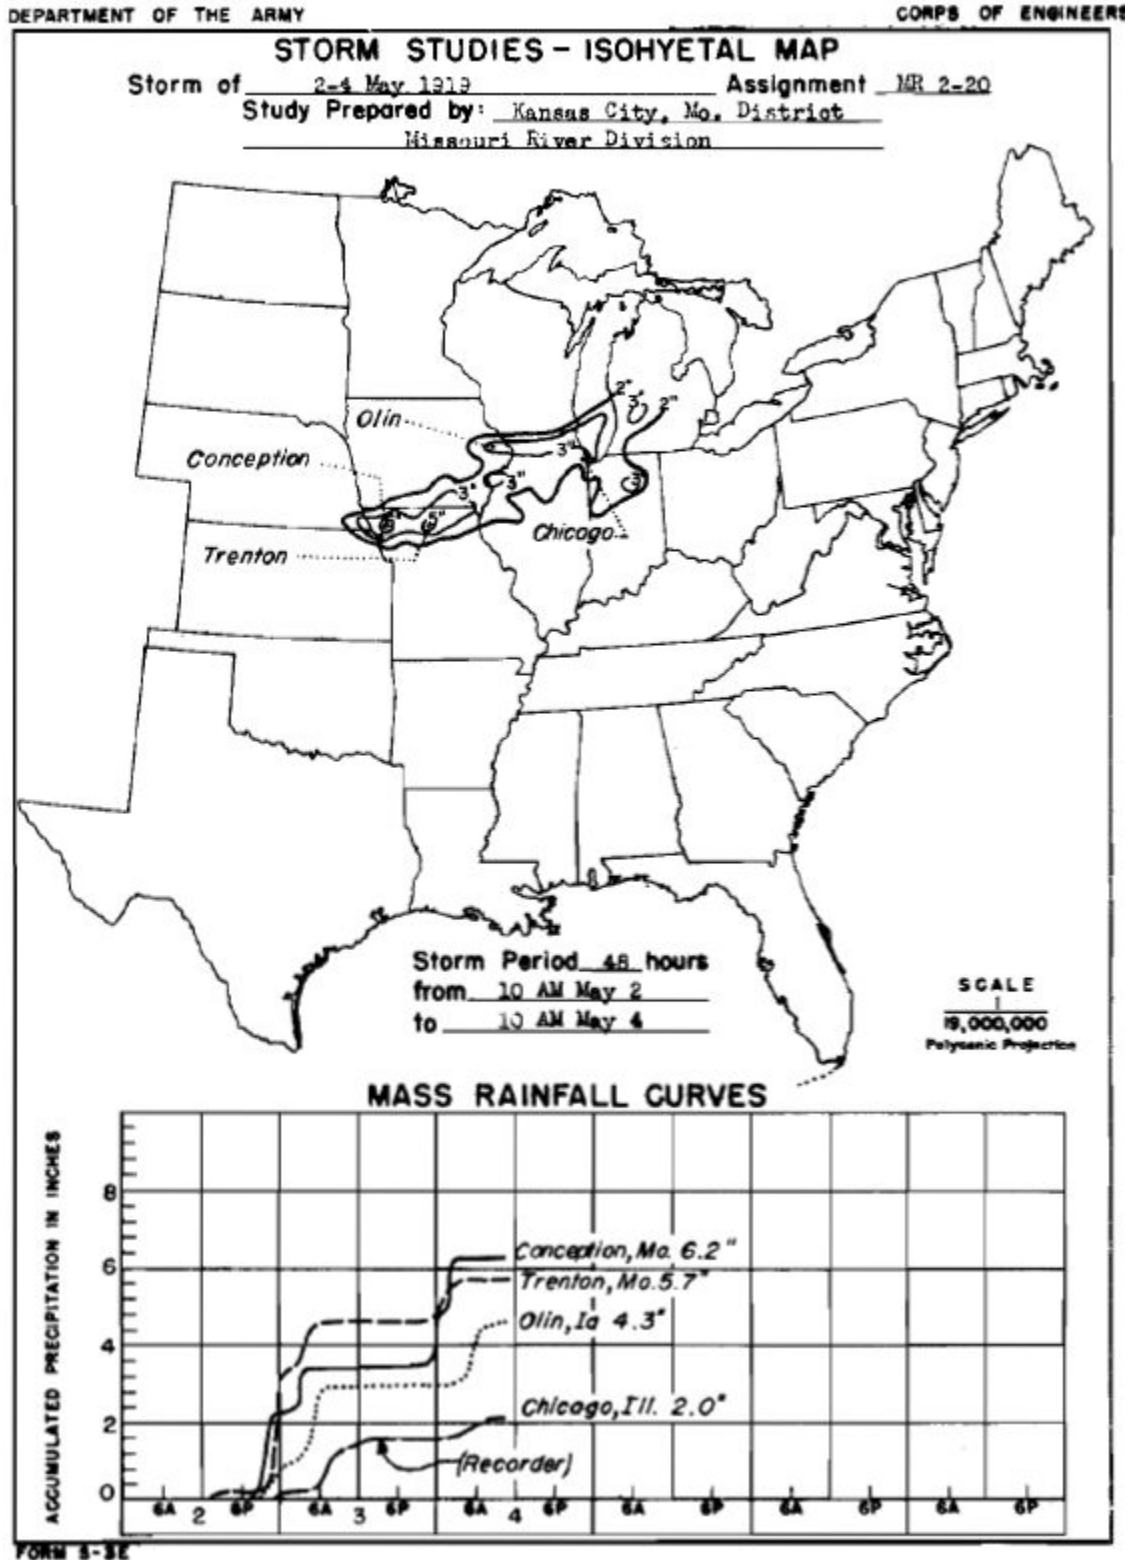 DEPARTMENT OF THE ARMY
CORPS OF ENGINEERS
STORM STUDIES - ISOHYETAL MAP
Storm of 2-4 May 1919 Assignment MR 2-20
Study Prepared by: Kansas City, Mo. District
Missouri River Division
2" 3" 2"
Olin
3"
Conception
3" 3" 3
5" 5"
Chicago
Trenton
Storm Period 48 hours
from 10 AM May 2
to 10 AM May 4
SCALE
1
19,000,000
Polyconic Projection
MASS RAINFALL CURVES
ACCUMULATED PRECIPITATION IN INCHES
8
6
4
2
0
Conception, Mo. 6.2"
Trenton, Mo. 5.7"
Olin, Ia 4.3"
Chicago, Ill. 2.0"
(Recorder)
6A 2 6P 6A 3 6P 6A 4 6P 6A 6P 6A 6P 6A 6P
FORM S-3E